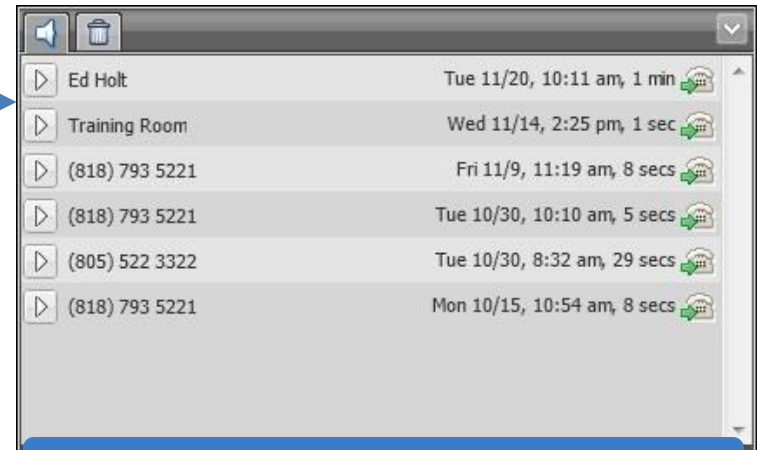 Ed Holt Tue 11/20, 10:11 am, 1 min
Training Room Wed 11/14, 2:25 pm, 1 sec
(818) 793 5221 Fri 11/9, 11:19 am, 8 secs
(818) 793 5221 Tue 10/30, 10:10 am, 5 secs
(805) 522 3322 Tue 10/30, 8:32 am, 29 secs
(818) 793 5221 Mon 10/15, 10:54 am, 8 secs